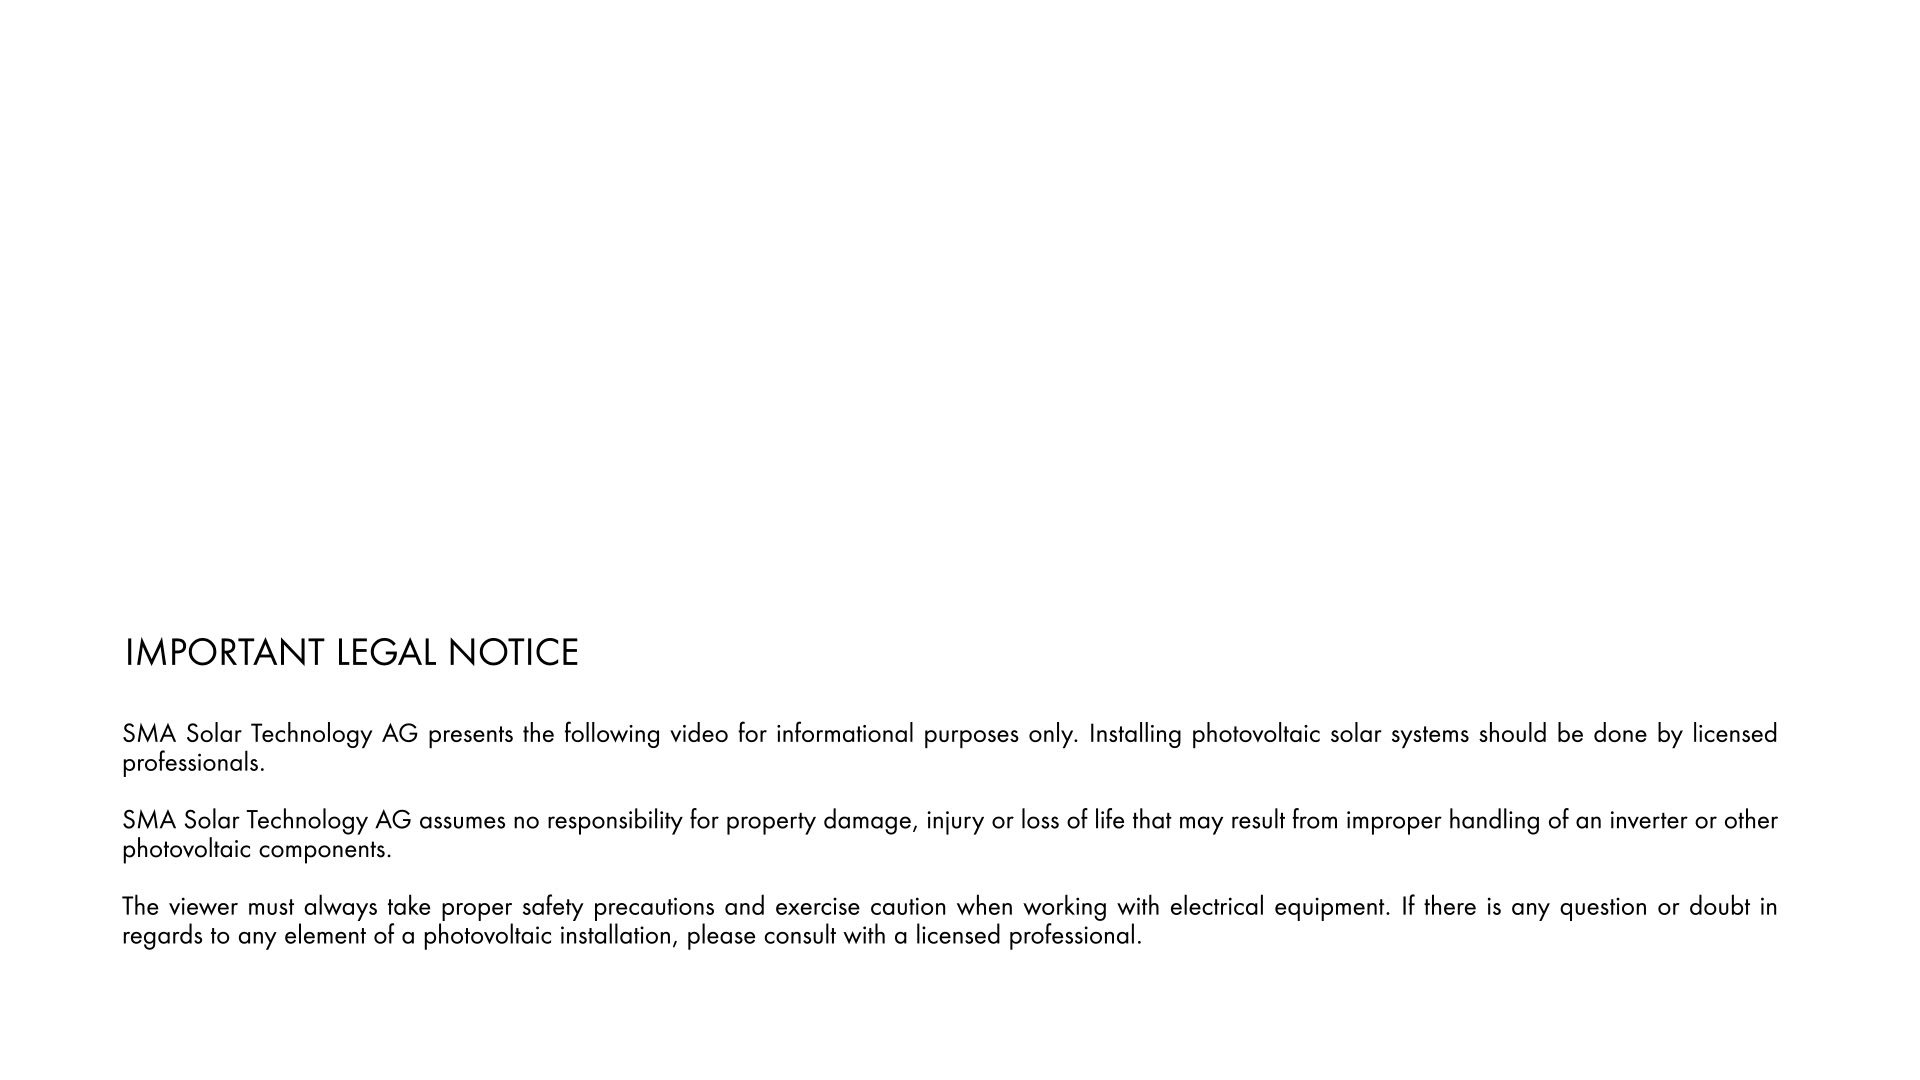 IMPORTANT LEGAL NOTICE
SMA Solar Technology AG presents the following video for informational purposes only. Installing photovoltaic solar systems should be done by licensed
professionals.
SMA Solar Technology AG assumes no responsibility for property damage, injury or loss of life that may result from improper handling of an inverter or other
photovoltaic components.
The viewer must always take proper safety precautions and exercise caution when working with electrical equipment. If there is any question or doubt in
regards to any element of a photovoltaic installation, please consult with a licensed professional.